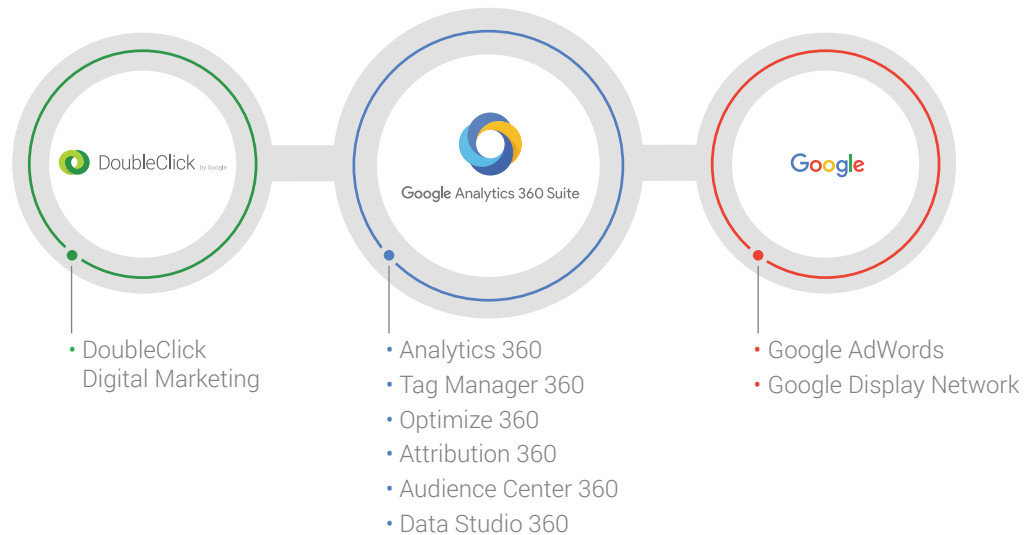 DoubleClick by Google
Google Analytics 360 Suite
Google
• DoubleClick
Digital Marketing
• Analytics 360
• Tag Manager 360
• Optimize 360
• Attribution 360
• Audience Center 360
• Data Studio 360
• Google AdWords
• Google Display Network